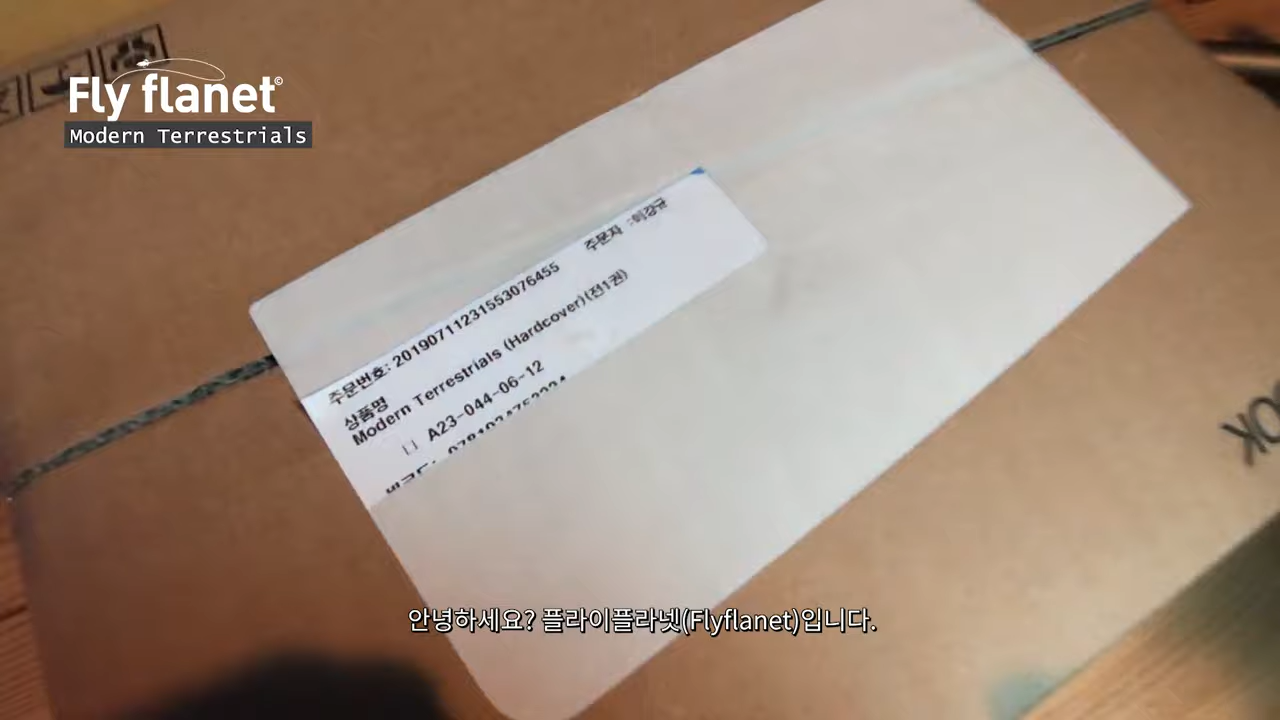 Fly flanet©
Modern Terrestrials
주문번호: 20190711231553076455 주문자
상품명
Modern Terrestrials (Hardcover)(전1권)
A23-044-06-12
안녕하세요? 플라이플라넷(Flyflanet)입니다.